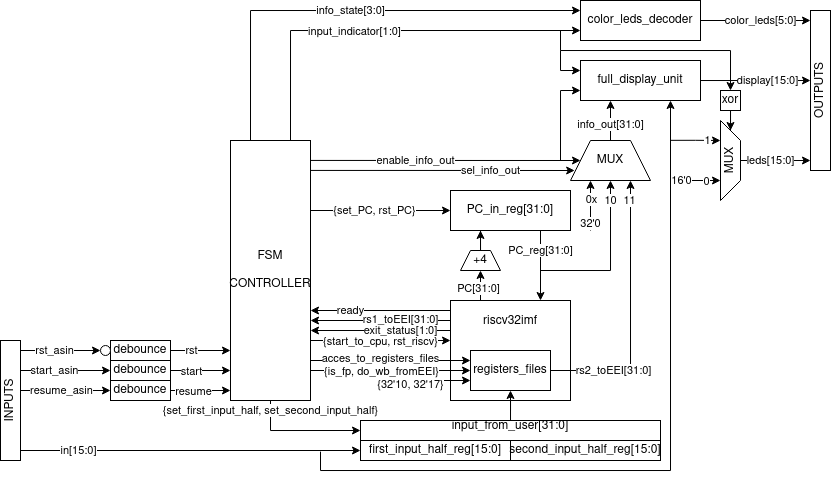 info_state[3:0]
color_leds_decoder
color_leds[5:0]
input_indicator[1:0]
full_display_unit
display[15:0]
OUTPUTS
xor
info_out[31:0]
enable_info_out
MUX
sel_info_out
1
MUX
leds[15:0]
16'0
0
0x
10
11
32'0
{set_PC, rst_PC}
PC_in_reg[31:0]
FSM
CONTROLLER
+4
PC_reg[31:0]
PC[31:0]
ready
rs1_toEEI[31:0]
riscv32imf
exit_status[1:0]
{start_to_cpu, rst_riscv}
acces_to_registers_files
{is_fp, do_wb_fromEEI}
{32'10, 32'17}
registers_files
rs2_toEEI[31:0]
INPUTS
rst_asin
debounce
rst
start_asin
debounce
start
resume_asin
debounce
resume
{set_first_input_half, set_second_input_half}
input_from_user[31:0]
in[15:0]
first_input_half_reg[15:0]
second_input_half_reg[15:0]